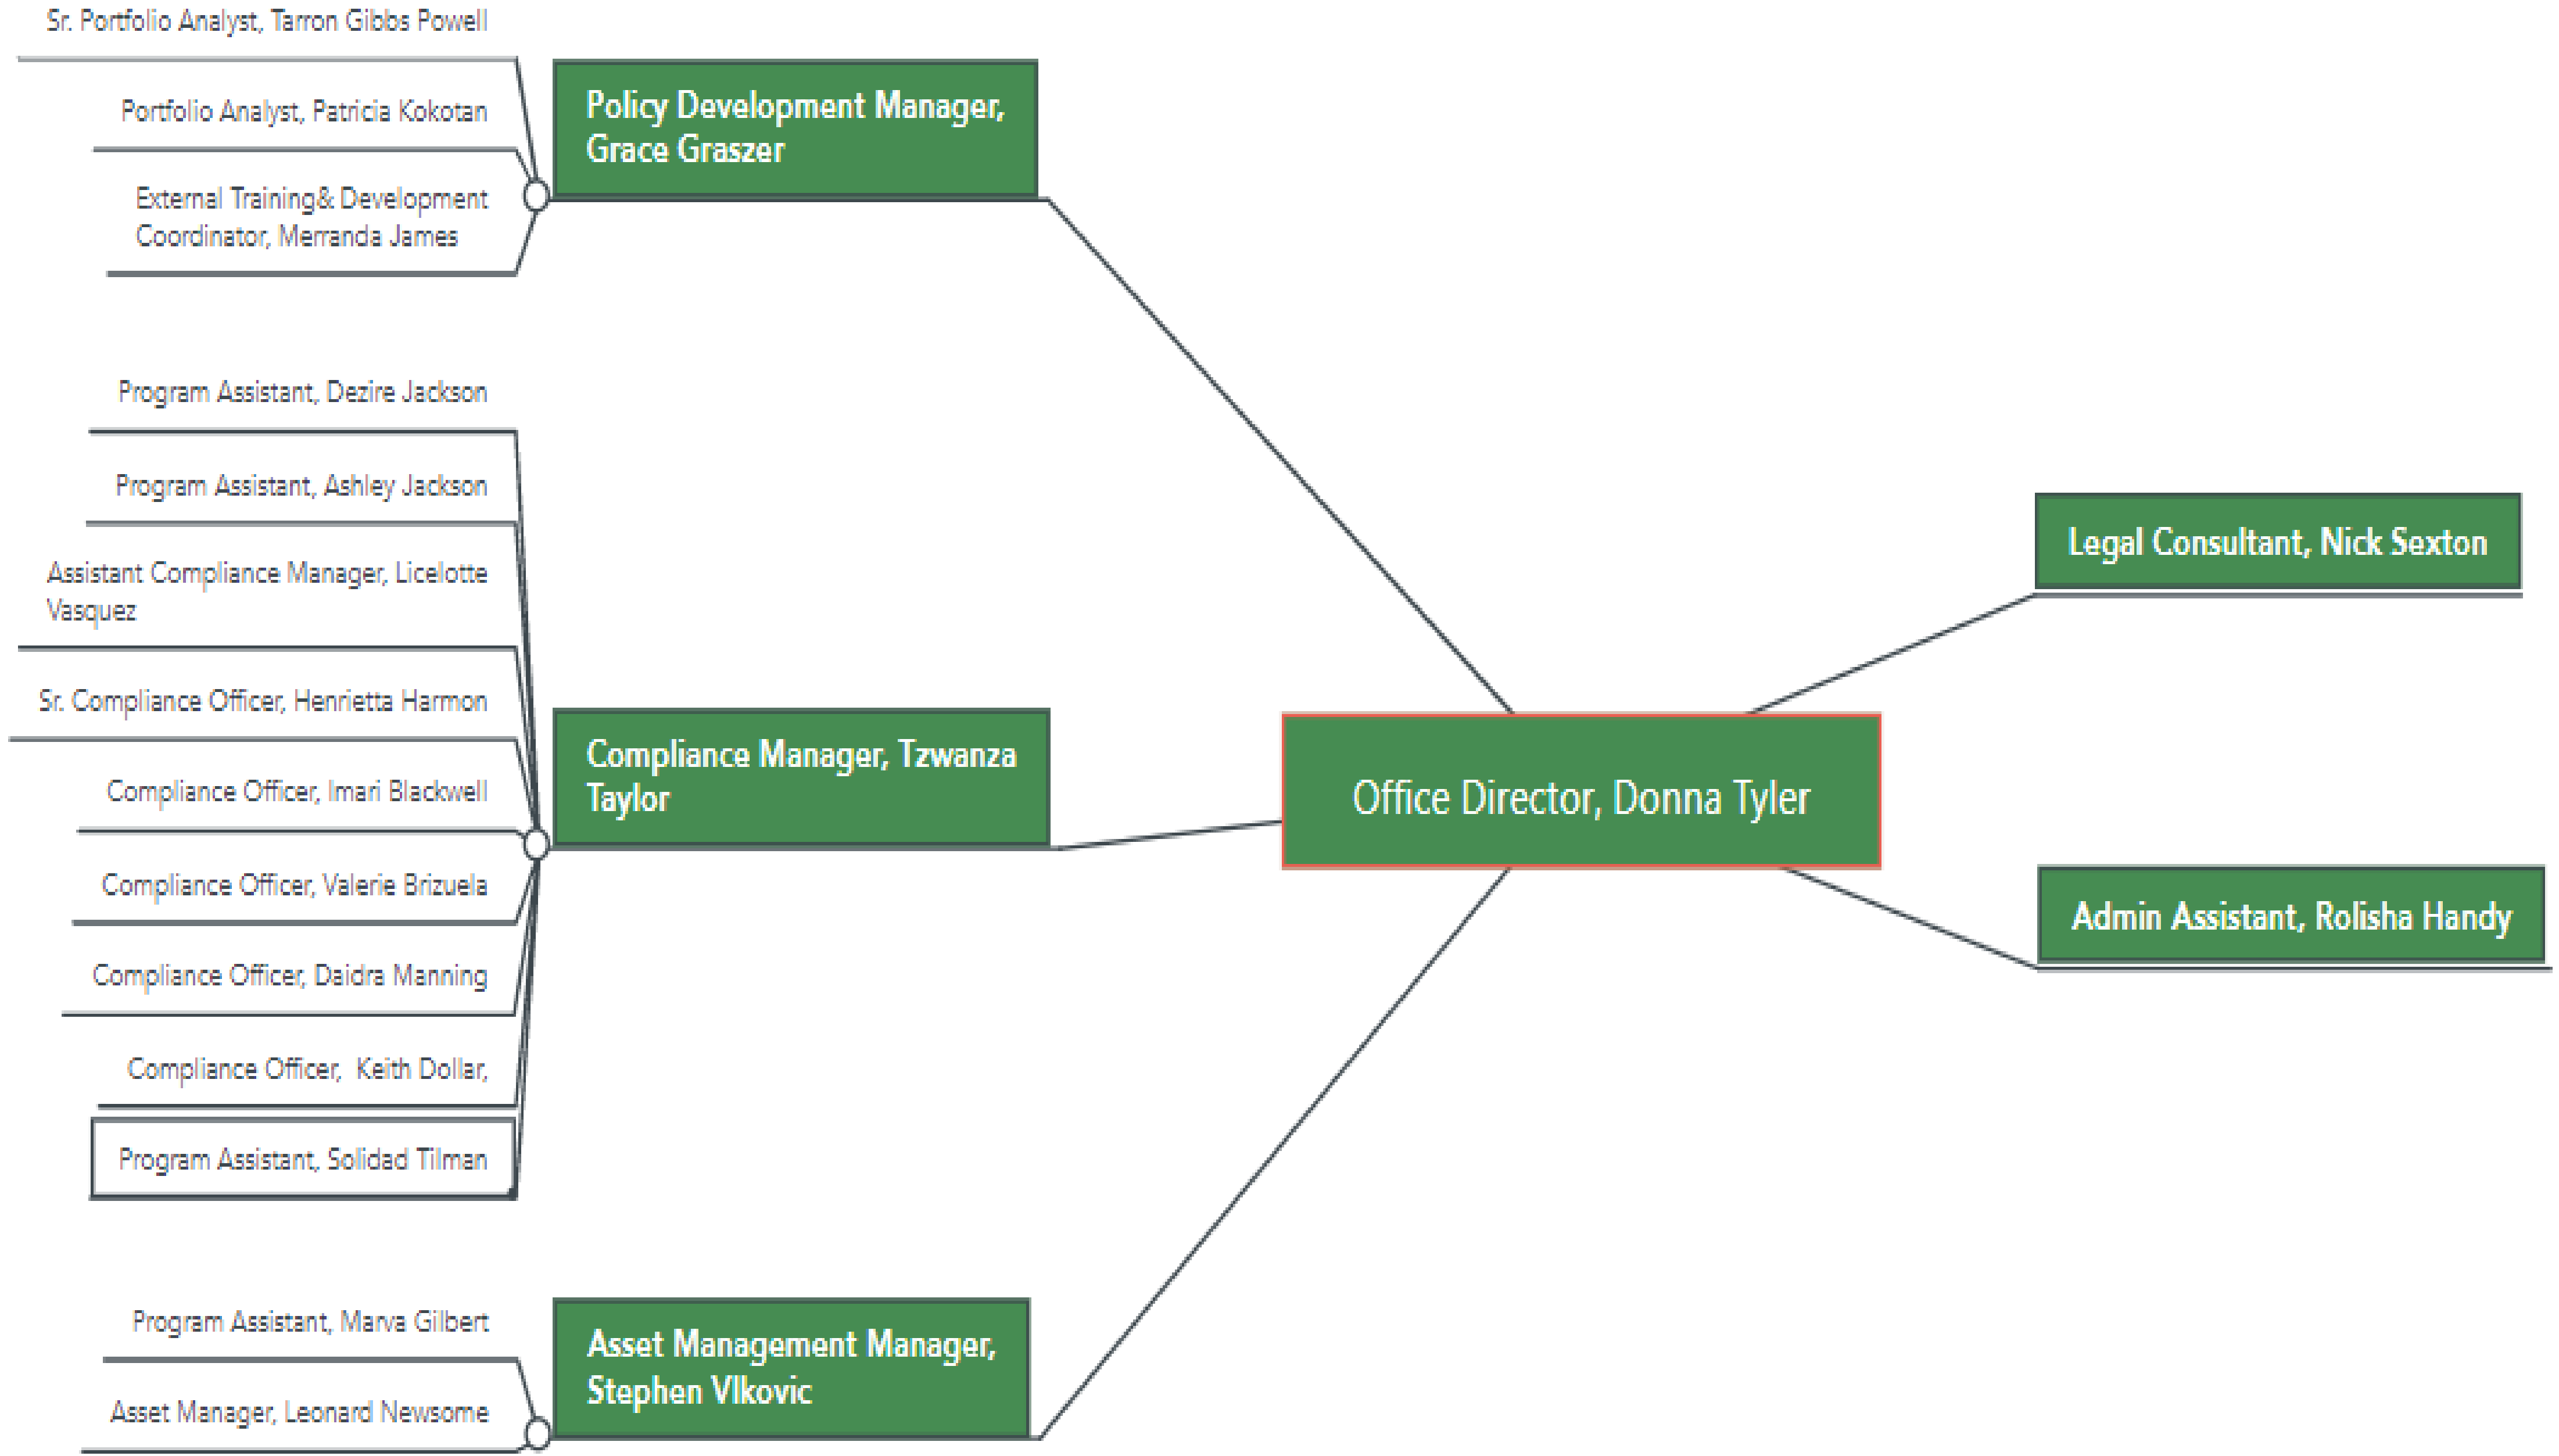 Sr. Portfolio Analyst, Tarron Gibbs Powell
Portfolio Analyst, Patricia Kokotan
External Training& Development
Coordinator, Merranda James
Policy Development Manager,
Grace Graszer
Program Assistant, Dezire Jackson
Program Assistant, Ashley Jackson
Assistant Compliance Manager, Licelotte
Vasquez
Sr. Compliance Officer, Henrietta Harmon
Compliance Officer, Imari Blackwell
Compliance Officer, Valerie Brizuela
Compliance Officer, Daidra Manning
Compliance Officer,  Keith Dollar,
Program Assistant, Solidad Tilman
Compliance Manager, Tzwanza
Taylor
Program Assistant, Marva Gilbert
Asset Manager, Leonard Newsome
Asset Management Manager,
Stephen Vlkovic
Office Director, Donna Tyler
Legal Consultant, Nick Sexton
Admin Assistant, Rolisha Handy